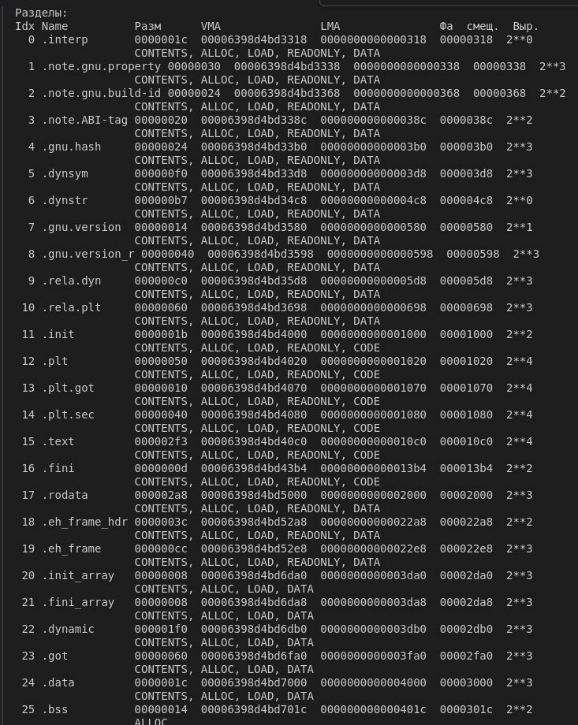 Разделы:
Idx Name          Разм      VMA               LMA               Фа  смещ.  Выр.
  0 .interp       0000001c  00006398d4bd3318  0000000000000318  00000318  2**0
                  CONTENTS, ALLOC, LOAD, READONLY, DATA
  1 .note.gnu.property 00000030  00006398d4bd3338  0000000000000338  00000338  2**3
                  CONTENTS, ALLOC, LOAD, READONLY, DATA
  2 .note.gnu.build-id 00000024  00006398d4bd3368  0000000000000368  00000368  2**2
                  CONTENTS, ALLOC, LOAD, READONLY, DATA
  3 .note.ABI-tag 00000020  00006398d4bd338c  000000000000038c  0000038c  2**2
                  CONTENTS, ALLOC, LOAD, READONLY, DATA
  4 .gnu.hash     00000024  00006398d4bd33b0  00000000000003b0  000003b0  2**3
                  CONTENTS, ALLOC, LOAD, READONLY, DATA
  5 .dynsym       000000f0  00006398d4bd33d8  00000000000003d8  000003d8  2**3
                  CONTENTS, ALLOC, LOAD, READONLY, DATA
  6 .dynstr       000000b7  00006398d4bd34c8  00000000000004c8  000004c8  2**0
                  CONTENTS, ALLOC, LOAD, READONLY, DATA
  7 .gnu.version  00000014  00006398d4bd3580  0000000000000580  00000580  2**1
                  CONTENTS, ALLOC, LOAD, READONLY, DATA
  8 .gnu.version_r 00000040  00006398d4bd3598  0000000000000598  00000598  2**3
                  CONTENTS, ALLOC, LOAD, READONLY, DATA
  9 .rela.dyn     000000c0  00006398d4bd35d8  00000000000005d8  000005d8  2**3
                  CONTENTS, ALLOC, LOAD, READONLY, DATA
 10 .rela.plt     00000060  00006398d4bd3698  0000000000000698  00000698  2**3
                  CONTENTS, ALLOC, LOAD, READONLY, DATA
 11 .init         0000001b  00006398d4bd4000  0000000000001000  00001000  2**2
                  CONTENTS, ALLOC, LOAD, READONLY, CODE
 12 .plt          00000050  00006398d4bd4020  0000000000001020  00001020  2**4
                  CONTENTS, ALLOC, LOAD, READONLY, CODE
 13 .plt.got      00000010  00006398d4bd4070  0000000000001070  00001070  2**4
                  CONTENTS, ALLOC, LOAD, READONLY, CODE
 14 .plt.sec      00000040  00006398d4bd4080  0000000000001080  00001080  2**4
                  CONTENTS, ALLOC, LOAD, READONLY, CODE
 15 .text         000002f3  00006398d4bd40c0  00000000000010c0  000010c0  2**4
                  CONTENTS, ALLOC, LOAD, READONLY, CODE
 16 .fini         0000000d  00006398d4bd43b4  00000000000013b4  000013b4  2**2
                  CONTENTS, ALLOC, LOAD, READONLY, CODE
 17 .rodata       000002a8  00006398d4bd5000  0000000000002000  00002000  2**3
                  CONTENTS, ALLOC, LOAD, READONLY, DATA
 18 .eh_frame_hdr 0000003c  00006398d4bd52a8  00000000000022a8  000022a8  2**2
                  CONTENTS, ALLOC, LOAD, READONLY, DATA
 19 .eh_frame     000000cc  00006398d4bd52e8  00000000000022e8  000022e8  2**3
                  CONTENTS, ALLOC, LOAD, READONLY, DATA
 20 .init_array   00000008  00006398d4bd6da0  0000000000003da0  00002da0  2**3
                  CONTENTS, ALLOC, LOAD, DATA
 21 .fini_array   00000008  00006398d4bd6da8  0000000000003da8  00002da8  2**3
                  CONTENTS, ALLOC, LOAD, DATA
 22 .dynamic      000001f0  00006398d4bd6db0  0000000000003db0  00002db0  2**3
                  CONTENTS, ALLOC, LOAD, DATA
 23 .got          00000060  00006398d4bd6fa0  0000000000003fa0  00002fa0  2**3
                  CONTENTS, ALLOC, LOAD, DATA
 24 .data         0000001c  00006398d4bd7000  0000000000004000  00003000  2**3
                  CONTENTS, ALLOC, LOAD, DATA
 25 .bss          00000014  00006398d4bd701c  000000000000401c  0000301c  2**2
                  ALLOC